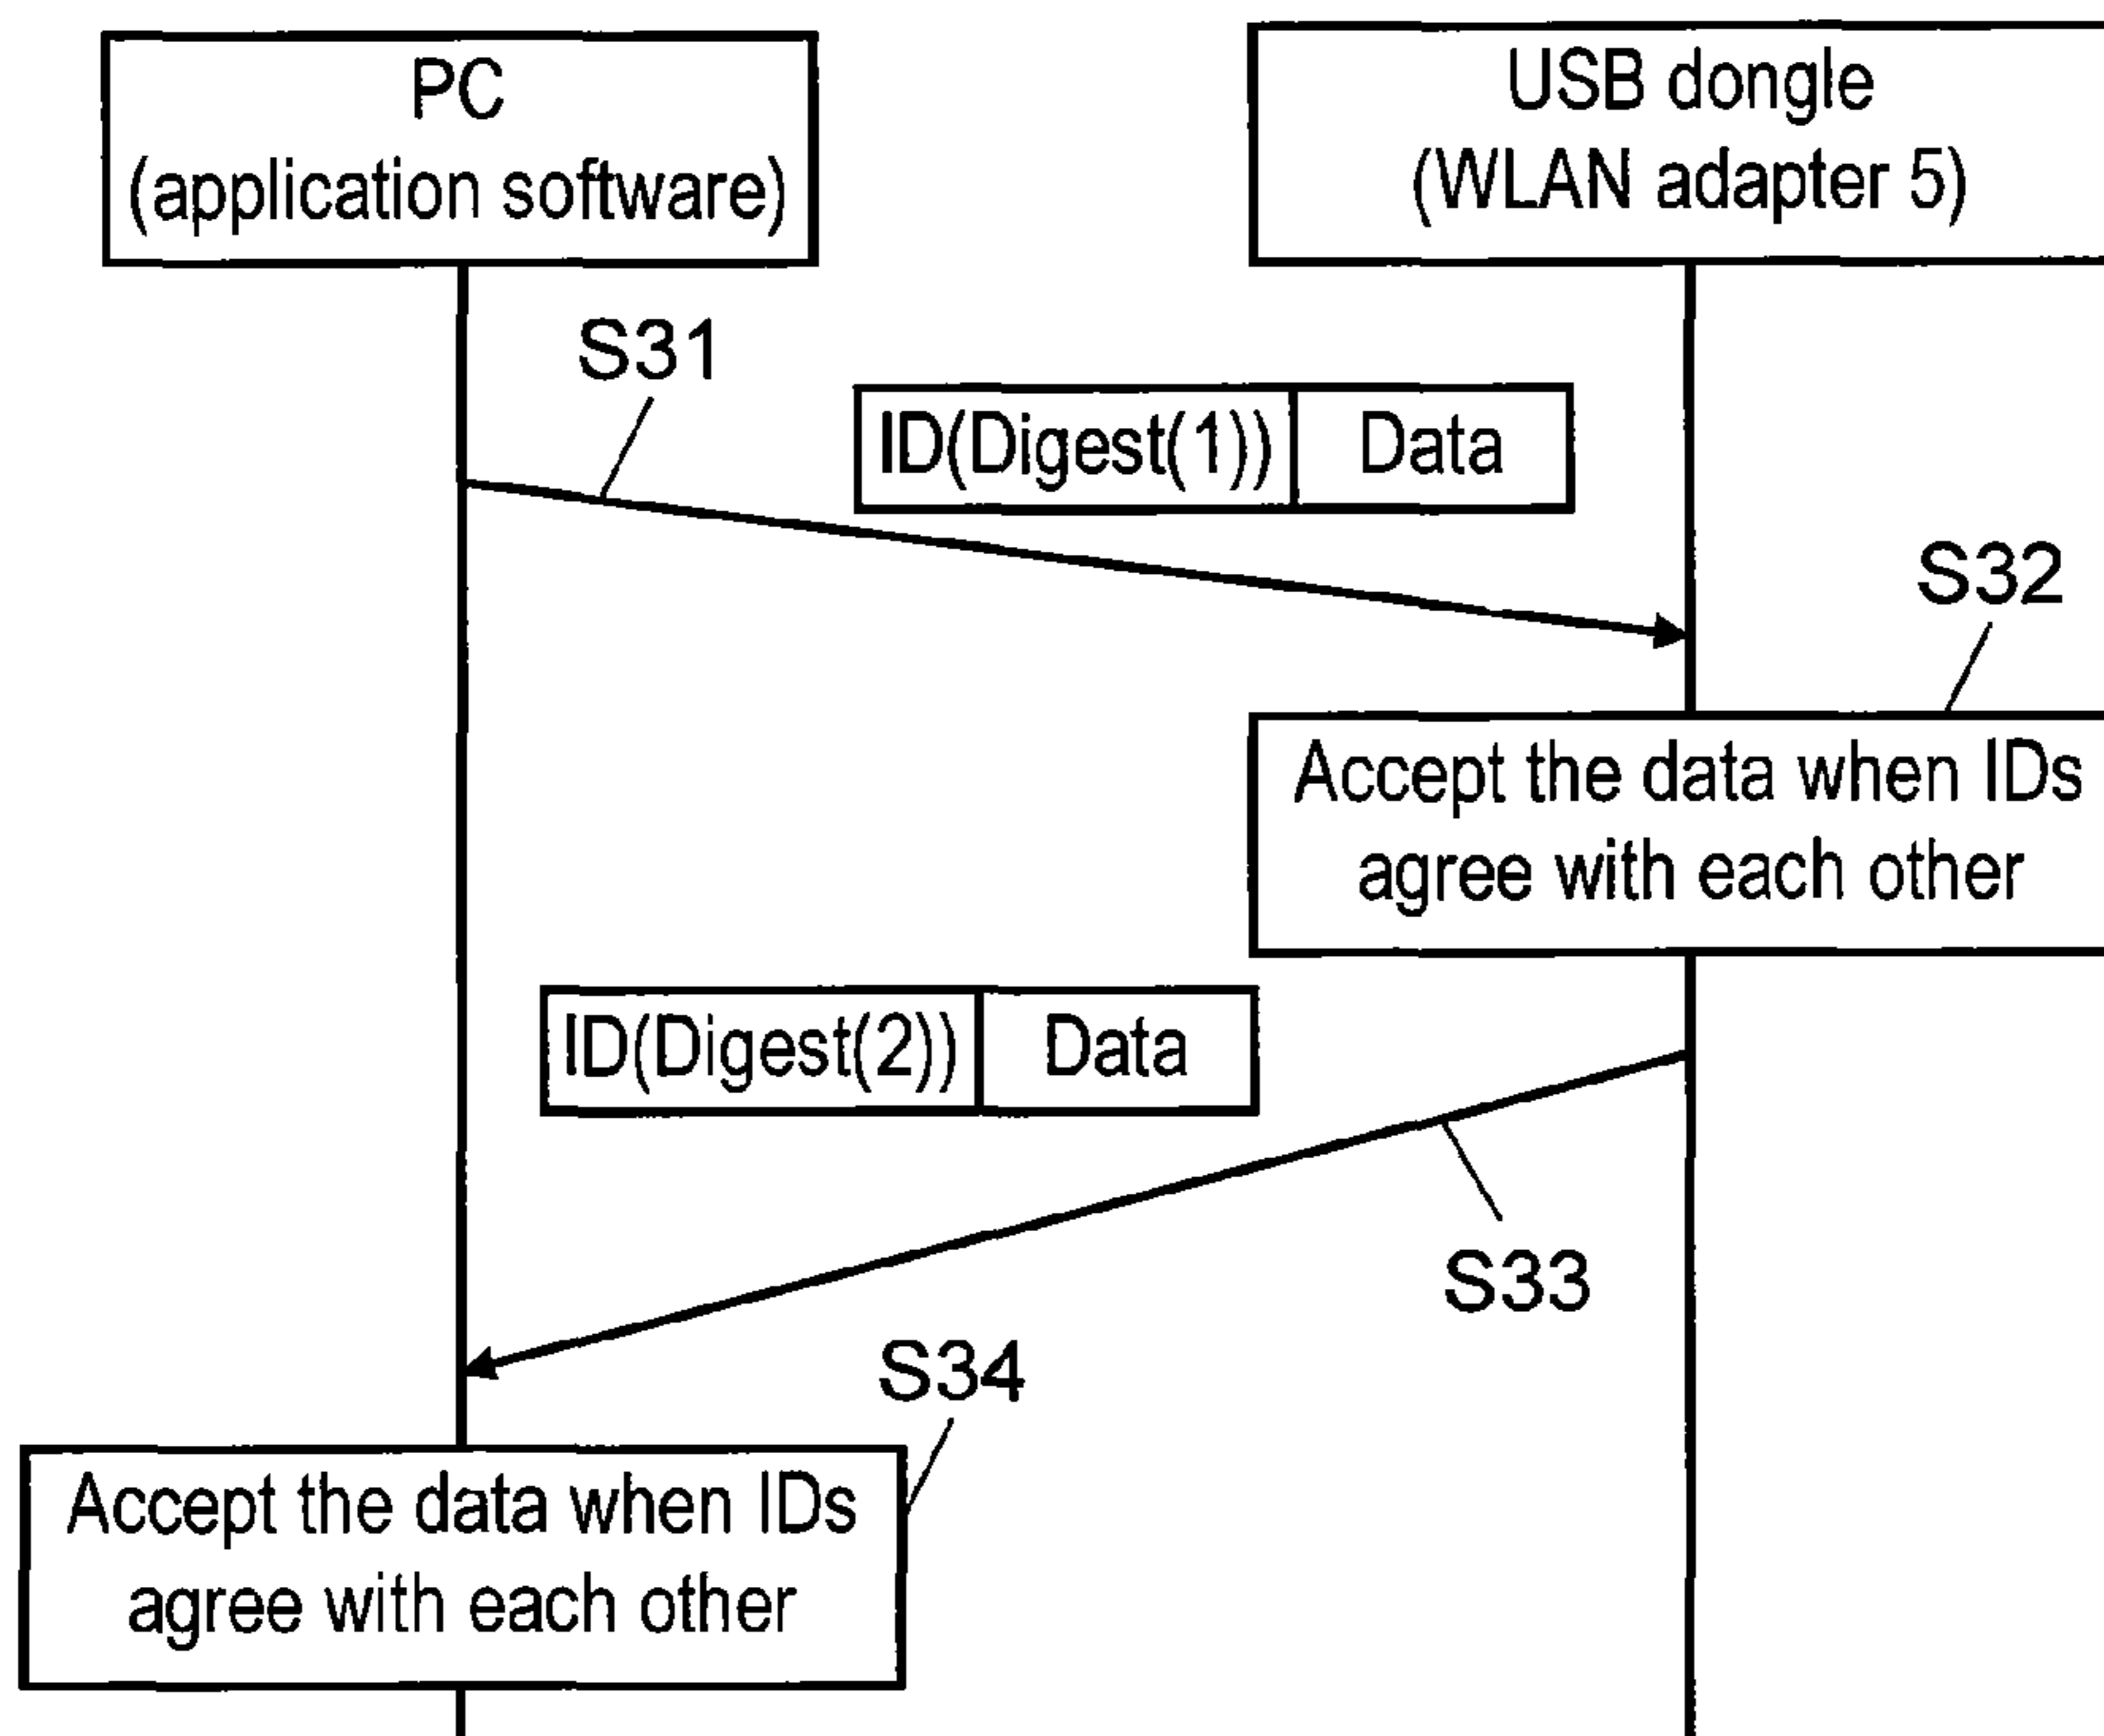 PC
(application software)
USB dongle
(WLAN adapter 5)
S31
ID(Digest(1)) Data
S32
Accept the data when IDs
agree with each other
ID(Digest(2)) Data
S33
S34
Accept the data when IDs
agree with each other